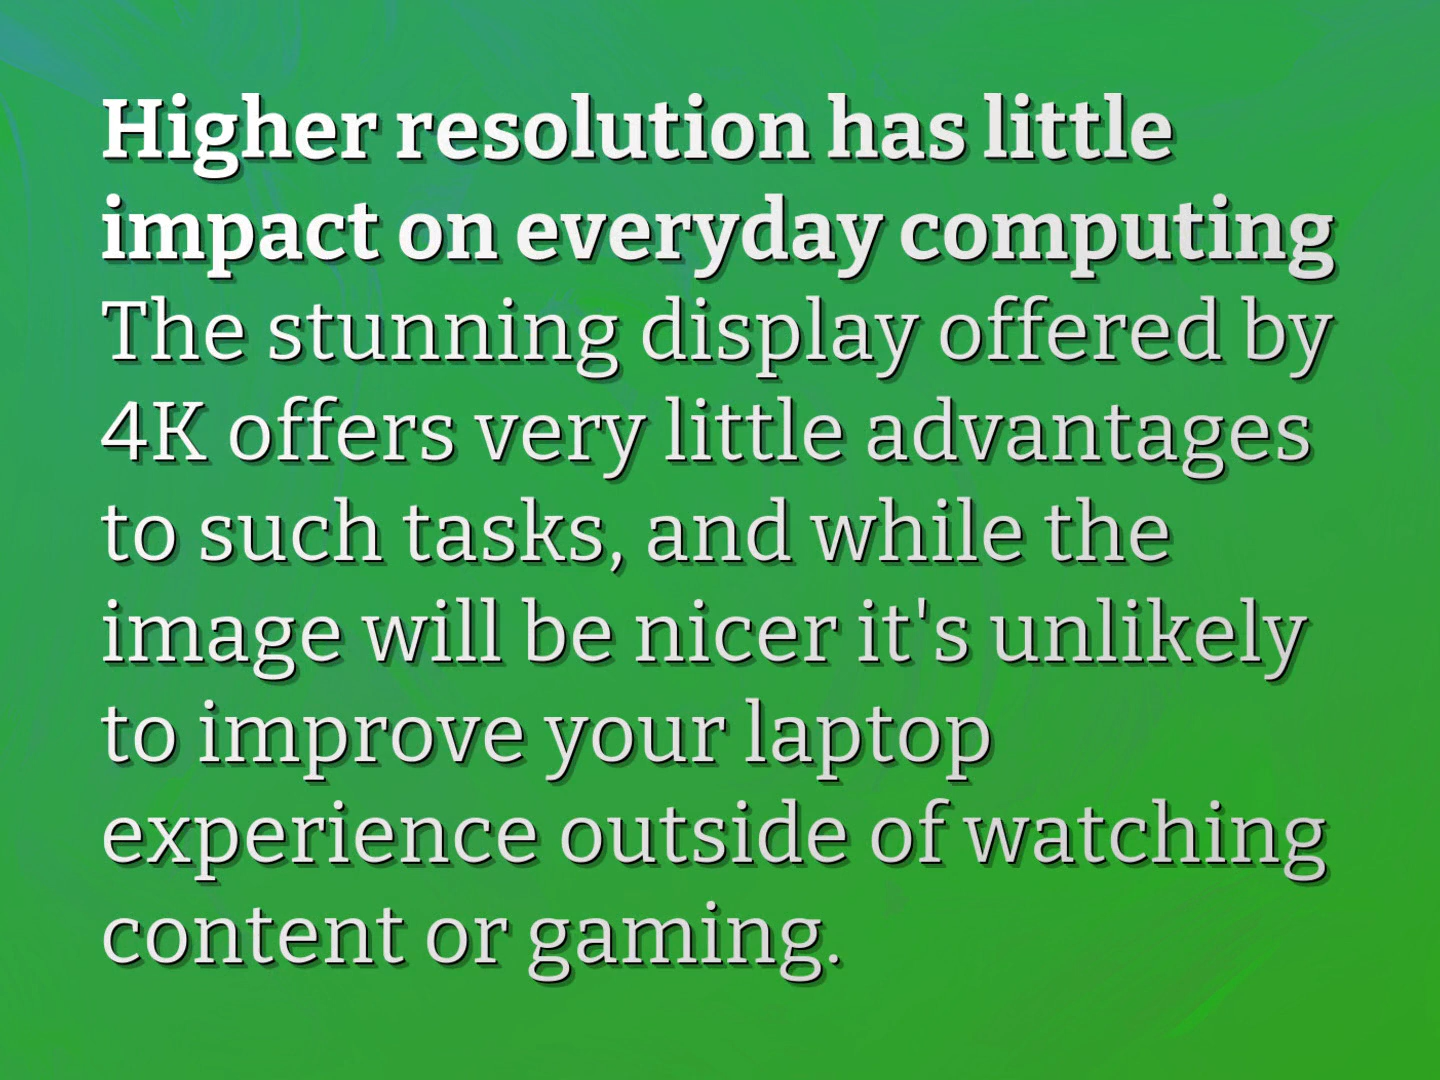 Higher resolution has little
impact on everyday computing
The stunning display offered by
4K offers very little advantages
to such tasks, and while the
image will be nicer it's unlikely
to improve your laptop
experience outside of watching
content or gaming.